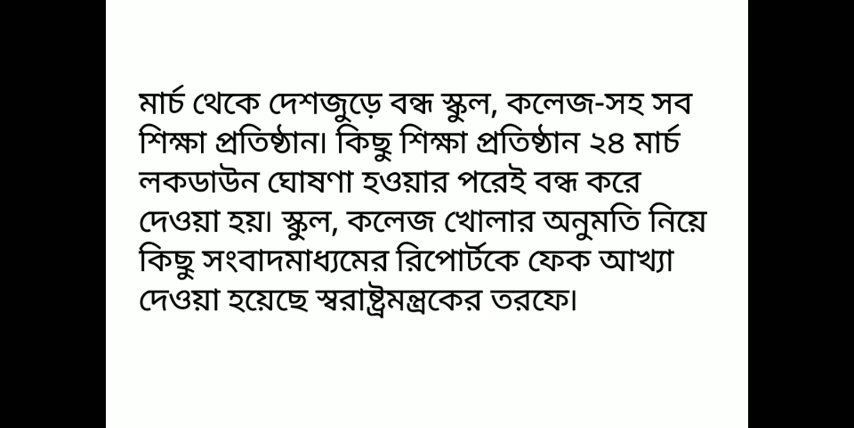 মার্চ থেকে দেশজুড়ে বন্ধ স্কুল, কলেজ-সহ সব
শিক্ষা প্রতিষ্ঠান। কিছু শিক্ষা প্রতিষ্ঠান ২৪ মার্চ
লকডাউন ঘোষণা হওয়ার পরেই বন্ধ করে
দেওয়া হয়। স্কুল, কলেজ খোলার অনুমতি নিয়ে
কিছু সংবাদমাধ্যমের রিপোর্টকে ফেক আখ্যা
দেওয়া হয়েছে স্বরাষ্ট্রমন্ত্রকের তরফে।